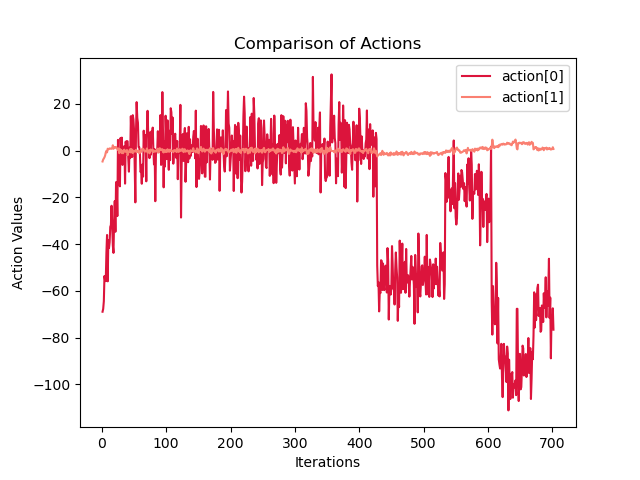 Comparison of Actions
action[0]
action[1]
20
0
−20
−40
−60
−80
−100
Action Values
0 100 200 300 400 500 600 700
Iterations